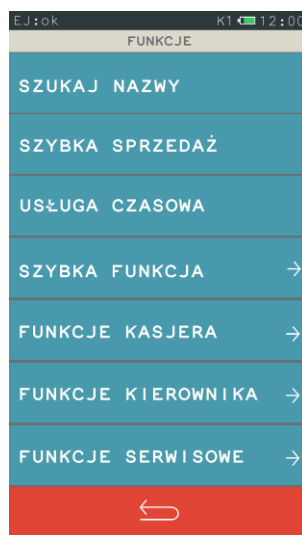 EJ:ok K1 12:00
FUNKCJE
SZUKAJ NAZWY
SZYBKA SPRZEDAŻ
USŁUGA CZASOWA
SZYBKA FUNKCJA
FUNKCJE KASJERA
FUNKCJE KIEROWNIKA
FUNKCJE SERWISOWE